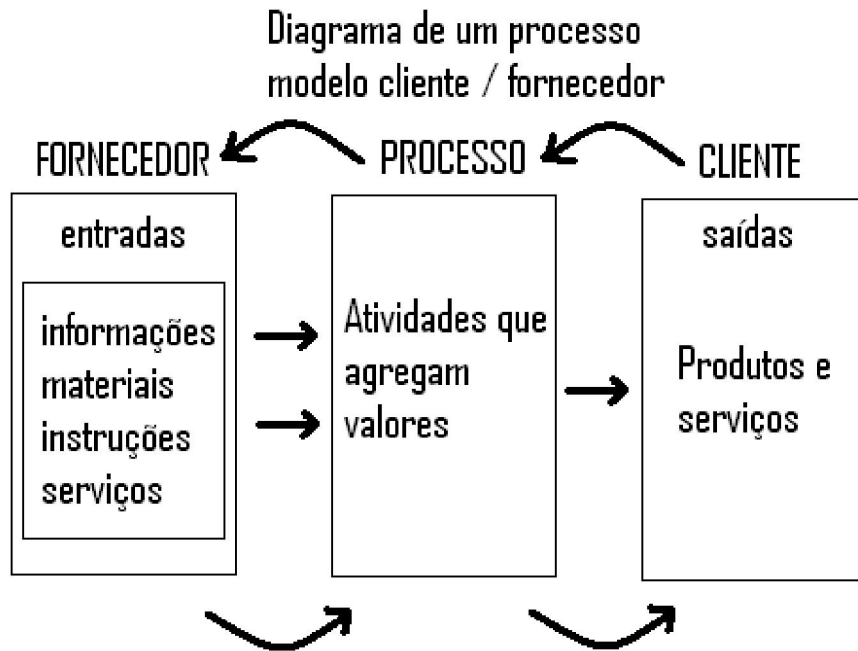 Diagrama de um processo
modelo cliente / fornecedor
FORNECEDOR
PROCESSO
CLIENTE
entradas
informações
materiais
instruções
serviços
Atividades que
agregam
valores
saídas
Produtos e
serviços